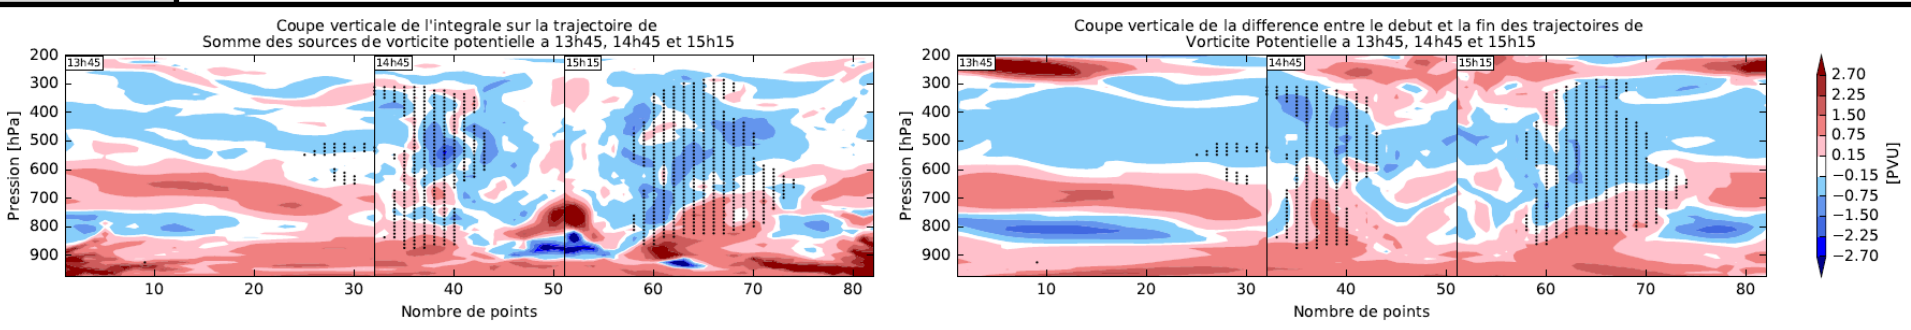 Coupe verticale de l'integrale sur la trajectoire de
Somme des sources de vorticite potentielle a 13h45, 14h45 et 15h15
13h45
14h45
15h15
200
300
400
500
600
700
800
900
Pression [hPa]
10
20
30
40
50
60
70
80
Nombre de points
Coupe verticale de la difference entre le debut et la fin des trajectoires de
Vorticite Potentielle a 13h45, 14h45 et 15h15
13h45
14h45
15h15
200
300
400
500
600
700
800
900
Pression [hPa]
10
20
30
40
50
60
70
80
Nombre de points
2.70
2.25
1.50
0.75
0.15
−0.15
−0.75
−1.50
−2.25
−2.70
[PVU]